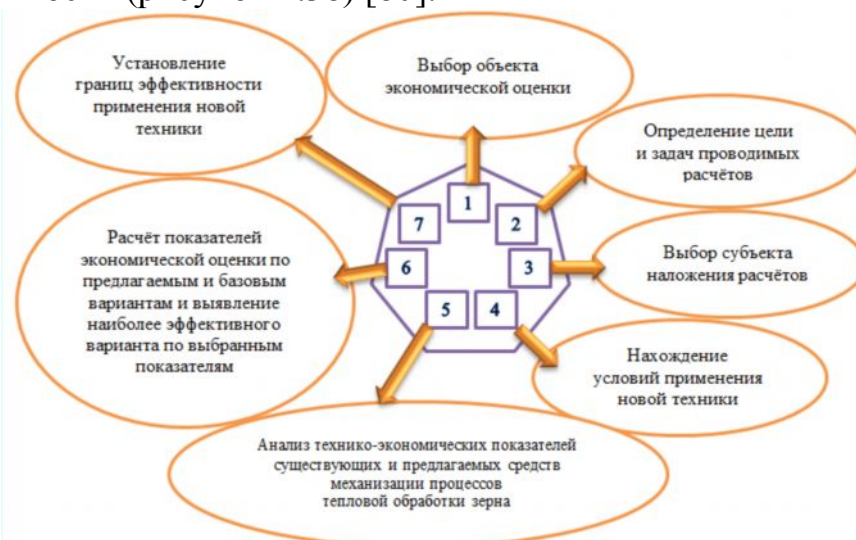 Установление
границ эффективности
применения новой
техники
Выбор объекта
экономической оценки
Определение цели
и задач проводимых
расчётов
Выбор субъекта
наложения расчётов
Нахождение
условий применения
новой техники
Анализ технико-экономических показателей
существующих и предлагаемых средств
механизации процессов
тепловой обработки зерна
Расчёт показателей
экономической оценки по
предлагаемым и базовым
вариантам и выявление
наиболее эффективного
варианта по выбранным
показателям
1
2
3
4
5
6
7